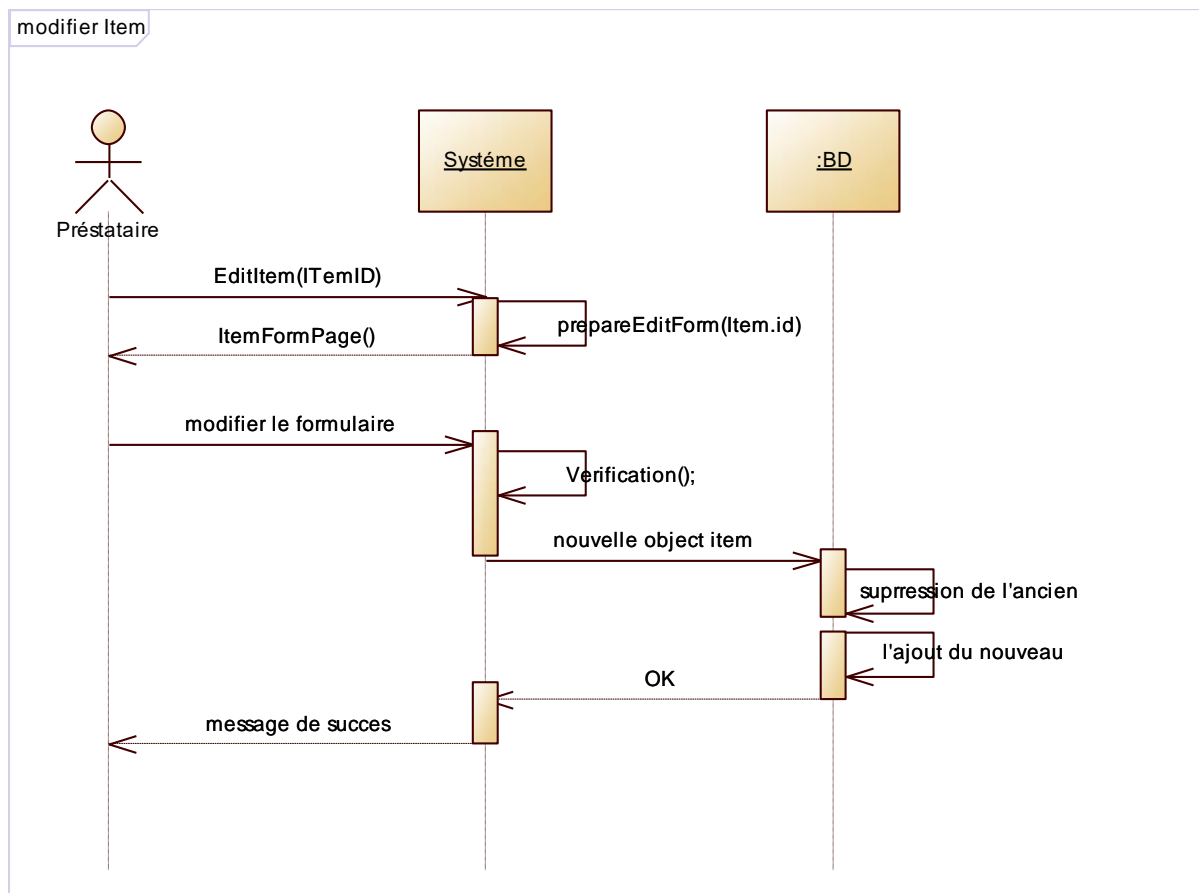 modifier Item
Systéme
:BD
Préstataire
EditItem(ITemID)
prepareEditForm(Item.id)
ItemFormPage()
modifier le formulaire
Verification();
nouvelle object item
suprression de l'ancien
l'ajout du nouveau
OK
message de succes